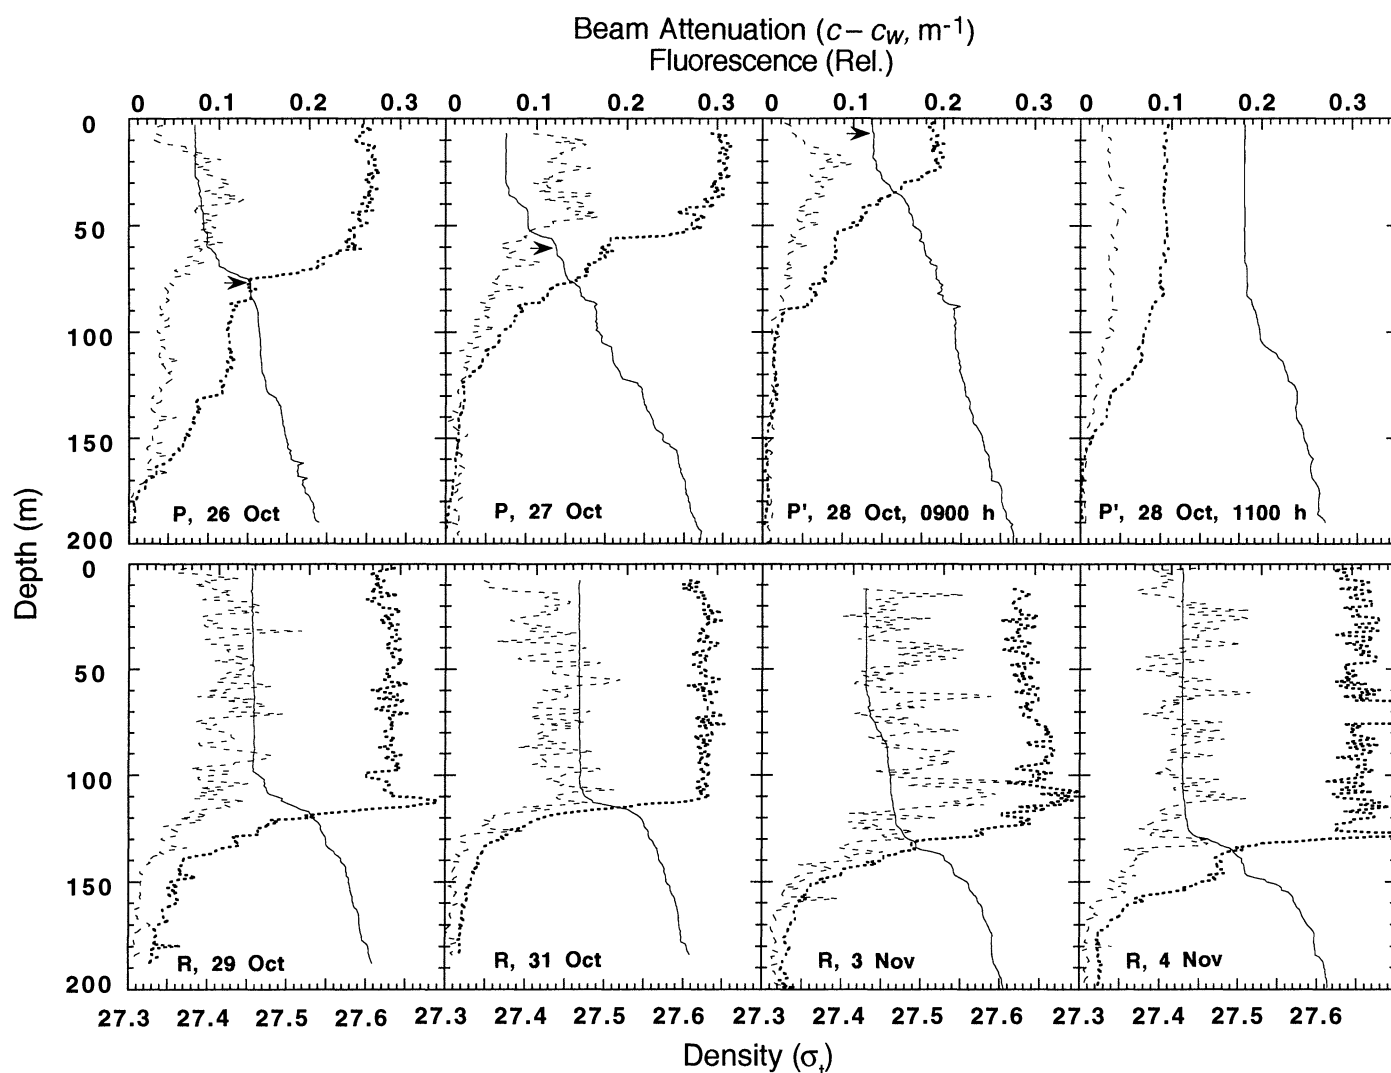 Beam Attenuation (c – cw, m-1)
Fluorescence (Rel.)
0 0.1 0.2 0.3 0 0.1 0.2 0.3 0 0.1 0.2 0.3 0 0.1 0.2 0.3
0
50
100
150
200
P, 26 Oct
P, 27 Oct
P', 28 Oct, 0900 h
P', 28 Oct, 1100 h
Depth (m)
0
50
100
150
200
R, 29 Oct
R, 31 Oct
R, 3 Nov
R, 4 Nov
27.3 27.4 27.5 27.6 27.3 27.4 27.5 27.6 27.3 27.4 27.5 27.6 27.3 27.4 27.5 27.6
Density (σt)